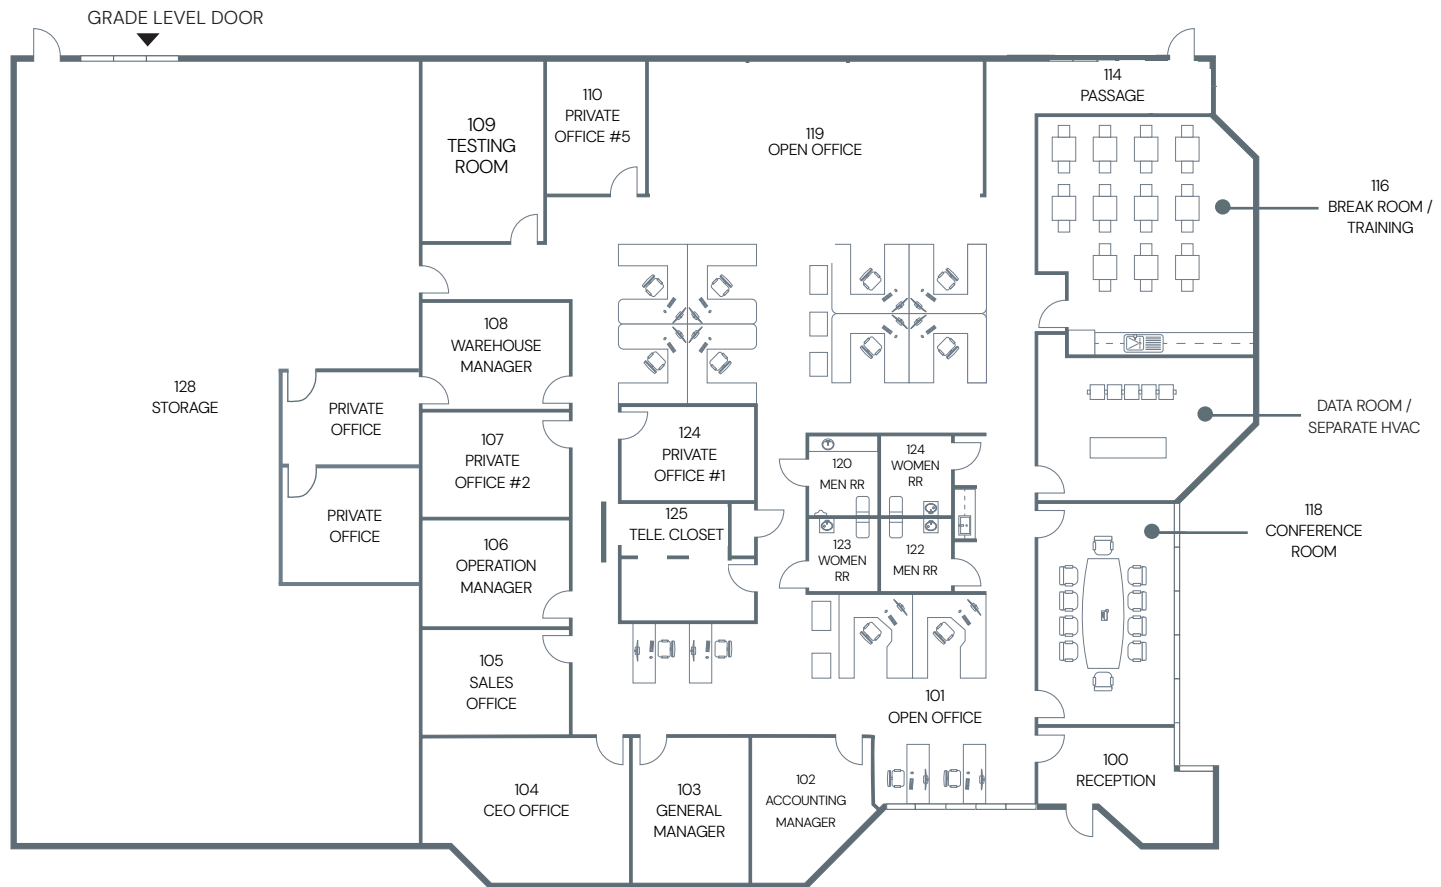 GRADE LEVEL DOOR
114
PASSAGE
110
PRIVATE
OFFICE #5
109
TESTING
ROOM
119
OPEN OFFICE
116
BREAK ROOM /
TRAINING
108
WAREHOUSE
MANAGER
128
STORAGE
PRIVATE
OFFICE
DATA ROOM /
SEPARATE HVAC
107
PRIVATE
OFFICE #2
124
PRIVATE
OFFICE #1
120
MEN RR
124
WOMEN
RR
PRIVATE
OFFICE
125
TELE. CLOSET
118
CONFERENCE
ROOM
106
OPERATION
MANAGER
123
WOMEN
RR
122
MEN RR
105
SALES
OFFICE
101
OPEN OFFICE
104
CEO OFFICE
103
GENERAL
MANAGER
102
ACCOUNTING
MANAGER
100
RECEPTION